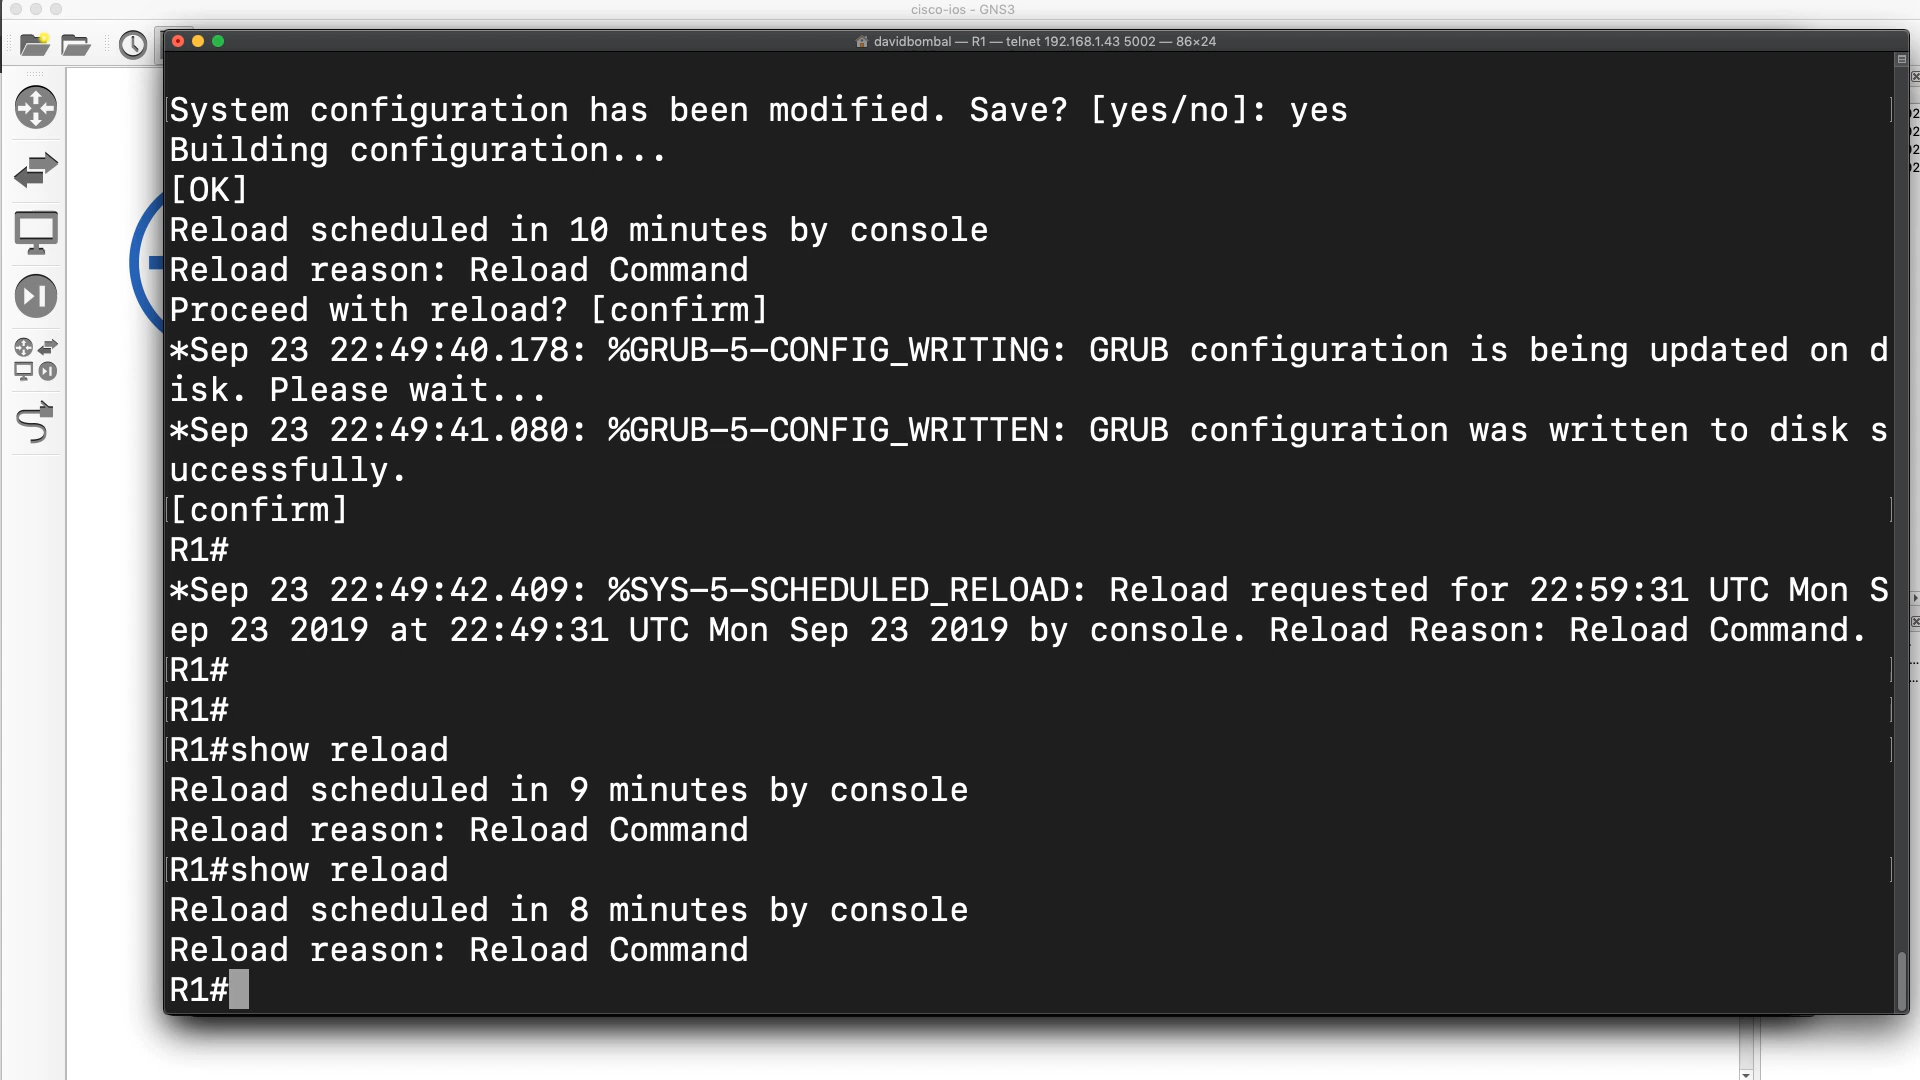 cisco-ios - GNS3
davidbombal — R1 — telnet 192.168.1.43 5002 — 86×24
System configuration has been modified. Save? [yes/no]: yes
Building configuration...
[OK]
Reload scheduled in 10 minutes by console
Reload reason: Reload Command
Proceed with reload? [confirm]
*Sep 23 22:49:40.178: %GRUB-5-CONFIG_WRITING: GRUB configuration is being updated on d
isk. Please wait...
*Sep 23 22:49:41.080: %GRUB-5-CONFIG_WRITTEN: GRUB configuration was written to disk s
uccessfully.
[confirm]
R1#
*Sep 23 22:49:42.409: %SYS-5-SCHEDULED_RELOAD: Reload requested for 22:59:31 UTC Mon S
ep 23 2019 at 22:49:31 UTC Mon Sep 23 2019 by console. Reload Reason: Reload Command.
R1#
R1#
R1#show reload
Reload scheduled in 9 minutes by console
Reload reason: Reload Command
R1#show reload
Reload scheduled in 8 minutes by console
Reload reason: Reload Command
R1#